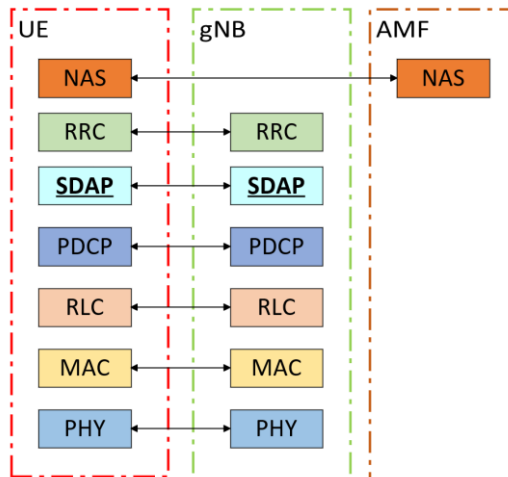 UE gNB AMF
NAS NAS
RRC RRC
SDAP SDAP
PDCP PDCP
RLC RLC
MAC MAC
PHY PHY